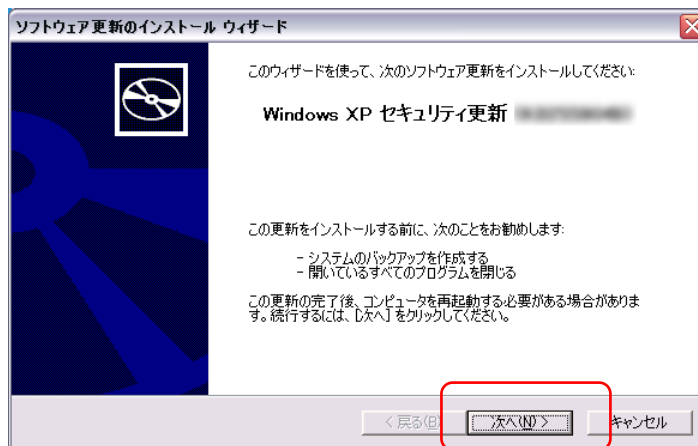 ソフトウェア更新のインストール ウィザード
このウィザードを使って、次のソフトウェア更新をインストールしてください:
Windows XP セキュリティ更新
この更新をインストールする前に、次のことをお勧めします:
- システムのバックアップを作成する
- 開いているすべてのプログラムを閉じる
この更新の完了後、コンピュータを再起動する必要がある場合がありま
す。続行するには、[次へ] をクリックしてください。
< 戻る(B)
次へ(N) >
キャンセル